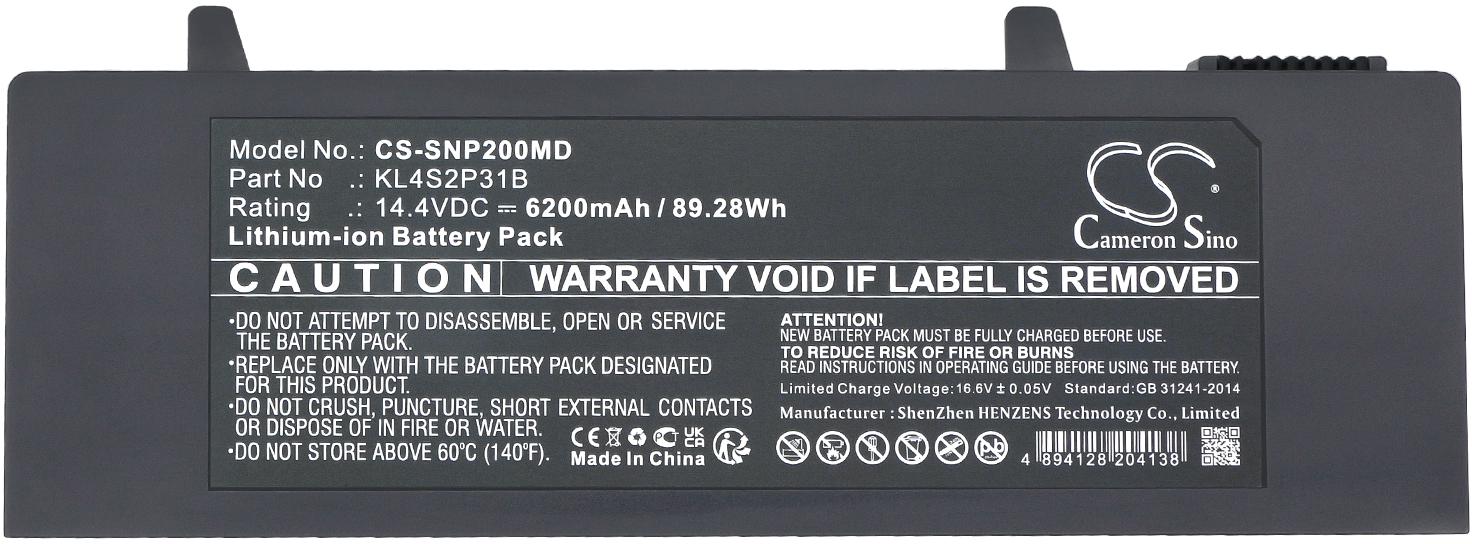 Model No.: CS-SNP200MD
Part No .: KL4S2P31B
Rating .: 14.4VDC ⎓ 6200mAh / 89.28Wh
Lithium-ion Battery Pack
CS®
Cameron Sino
CAUTION WARRANTY VOID IF LABEL IS REMOVED
•DO NOT ATTEMPT TO DISASSEMBLE, OPEN OR SERVICE
THE BATTERY PACK.
•REPLACE ONLY WITH THE BATTERY PACK DESIGNATED
FOR THIS PRODUCT.
•DO NOT CRUSH, PUNCTURE, SHORT EXTERNAL CONTACTS
OR DISPOSE OF IN FIRE OR WATER.
•DO NOT STORE ABOVE 60°C (140°F).
CE UK CA
Made In China
ATTENTION!
NEW BATTERY PACK MUST BE FULLY CHARGED BEFORE USE.
TO REDUCE RISK OF FIRE OR BURNS
READ INSTRUCTIONS IN OPERATING GUIDE BEFORE USING THE BATTERY.
Limited Charge Voltage:16.6V ± 0.05V Standard:GB 31241-2014
Manufacturer : ShenZhen HENZENS Technology Co., Limited
Pb
4 894128 204138